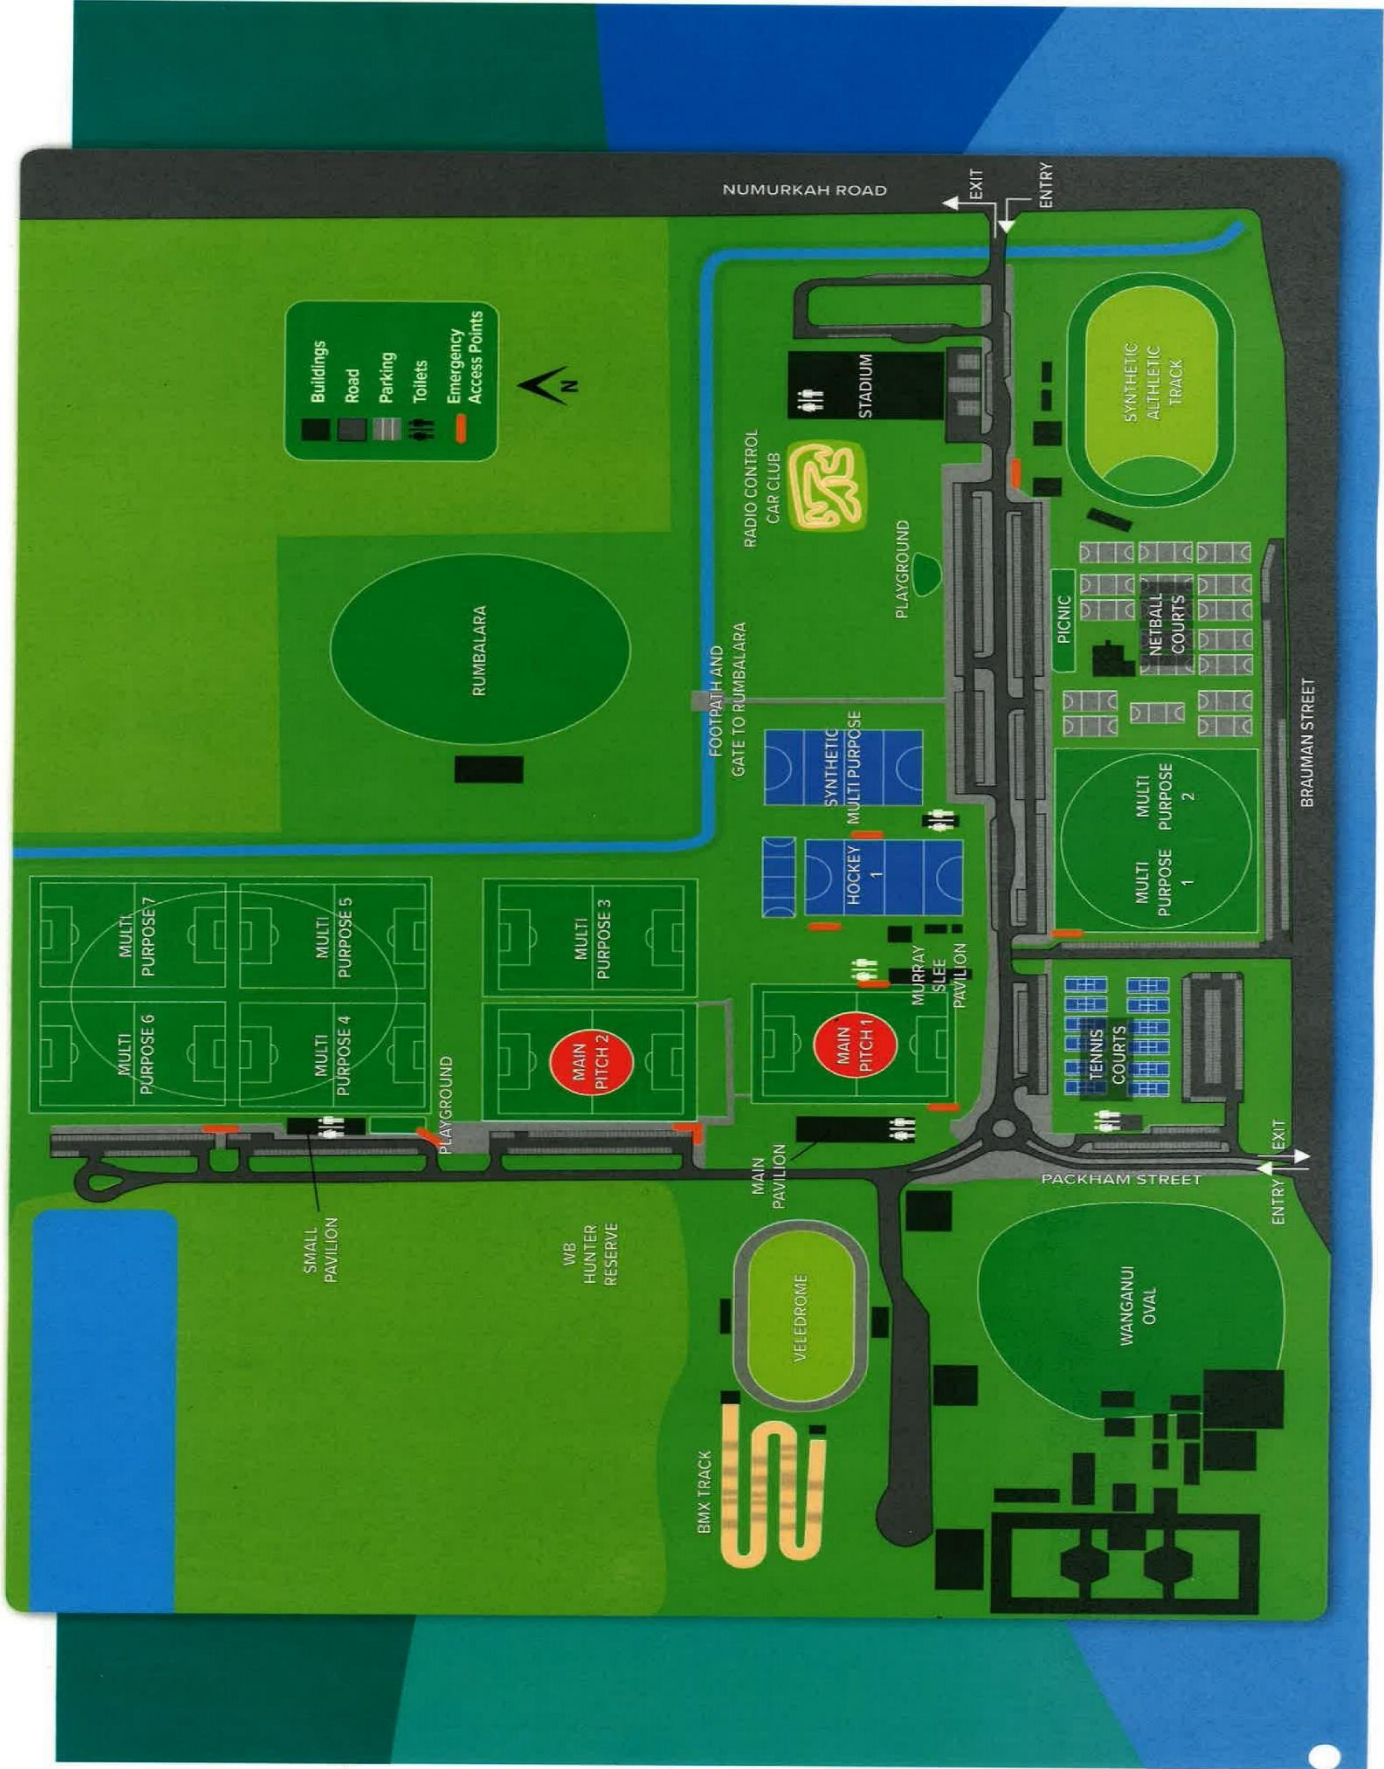 NUMURKAH ROAD
EXIT
ENTRY
Buildings
Road
Parking
Toilets
Emergency
Access Points
N
STADIUM
SYNTHETIC
ALTHLETIC
TRACK
RADIO CONTROL
CAR CLUB
PLAYGROUND
RUMBALARA
FOOTPATH AND
GATE TO RUMBALARA
PICNIC
NETBALL
COURTS
BRAUMAN STREET
SYNTHETIC
MULTI PURPOSE
HOCKEY
1
MULTI
PURPOSE
2
MULTI
PURPOSE
1
MULTI
PURPOSE 7
MULTI
PURPOSE 5
MULTI
PURPOSE 3
MULTI
PURPOSE 6
MULTI
PURPOSE 4
MAIN
PITCH 2
MAIN
PITCH 1
MURRAY
SLEE
PAVILION
TENNIS
COURTS
PLAYGROUND
MAIN
PAVILION
PACKHAM STREET
EXIT
ENTRY
SMALL
PAVILION
WB
HUNTER
RESERVE
VELEDROME
WANGANUI
OVAL
BMX TRACK